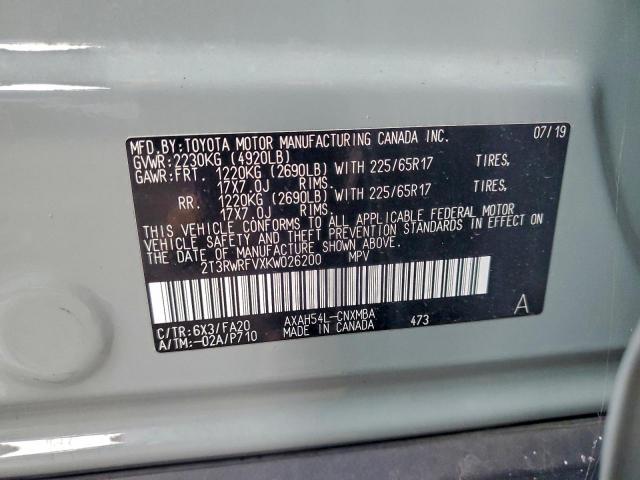 MFD.BY:TOYOTA MOTOR MANUFACTURING CANADA INC. 07/19
GVWR:2230KG (4920LB)
GAWR:FRT. 1220KG (2690LB) WITH 225/65R17 TIRES,
17X7.0J RIMS.
RR. 1220KG (2690LB) WITH 225/65R17 TIRES,
17X7.0J RIMS.
THIS VEHICLE CONFORMS TO ALL APPLICABLE FEDERAL MOTOR
VEHICLE SAFETY AND THEFT PREVENTION STANDARDS IN EFFECT ON
THE DATE OF MANUFACTURE SHOWN ABOVE.
2T3RWRFVXKW026200 MPV
C/TR:6X3/FA20 AXAH54L-CNXMBA A
A/TM:-02A/P710 MADE IN CANADA 473